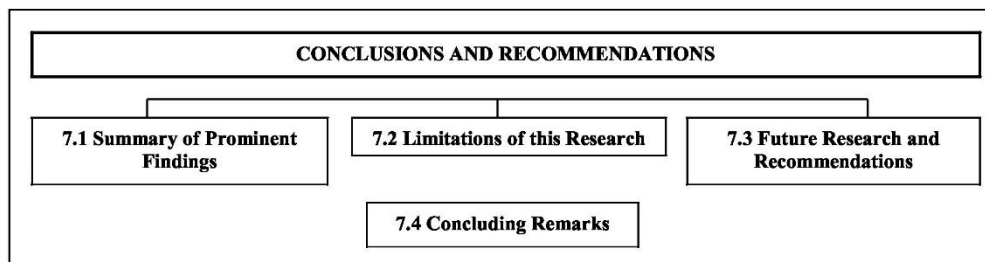 CONCLUSIONS AND RECOMMENDATIONS
7.1 Summary of Prominent
Findings
7.2 Limitations of this Research
7.3 Future Research and
Recommendations
7.4 Concluding Remarks